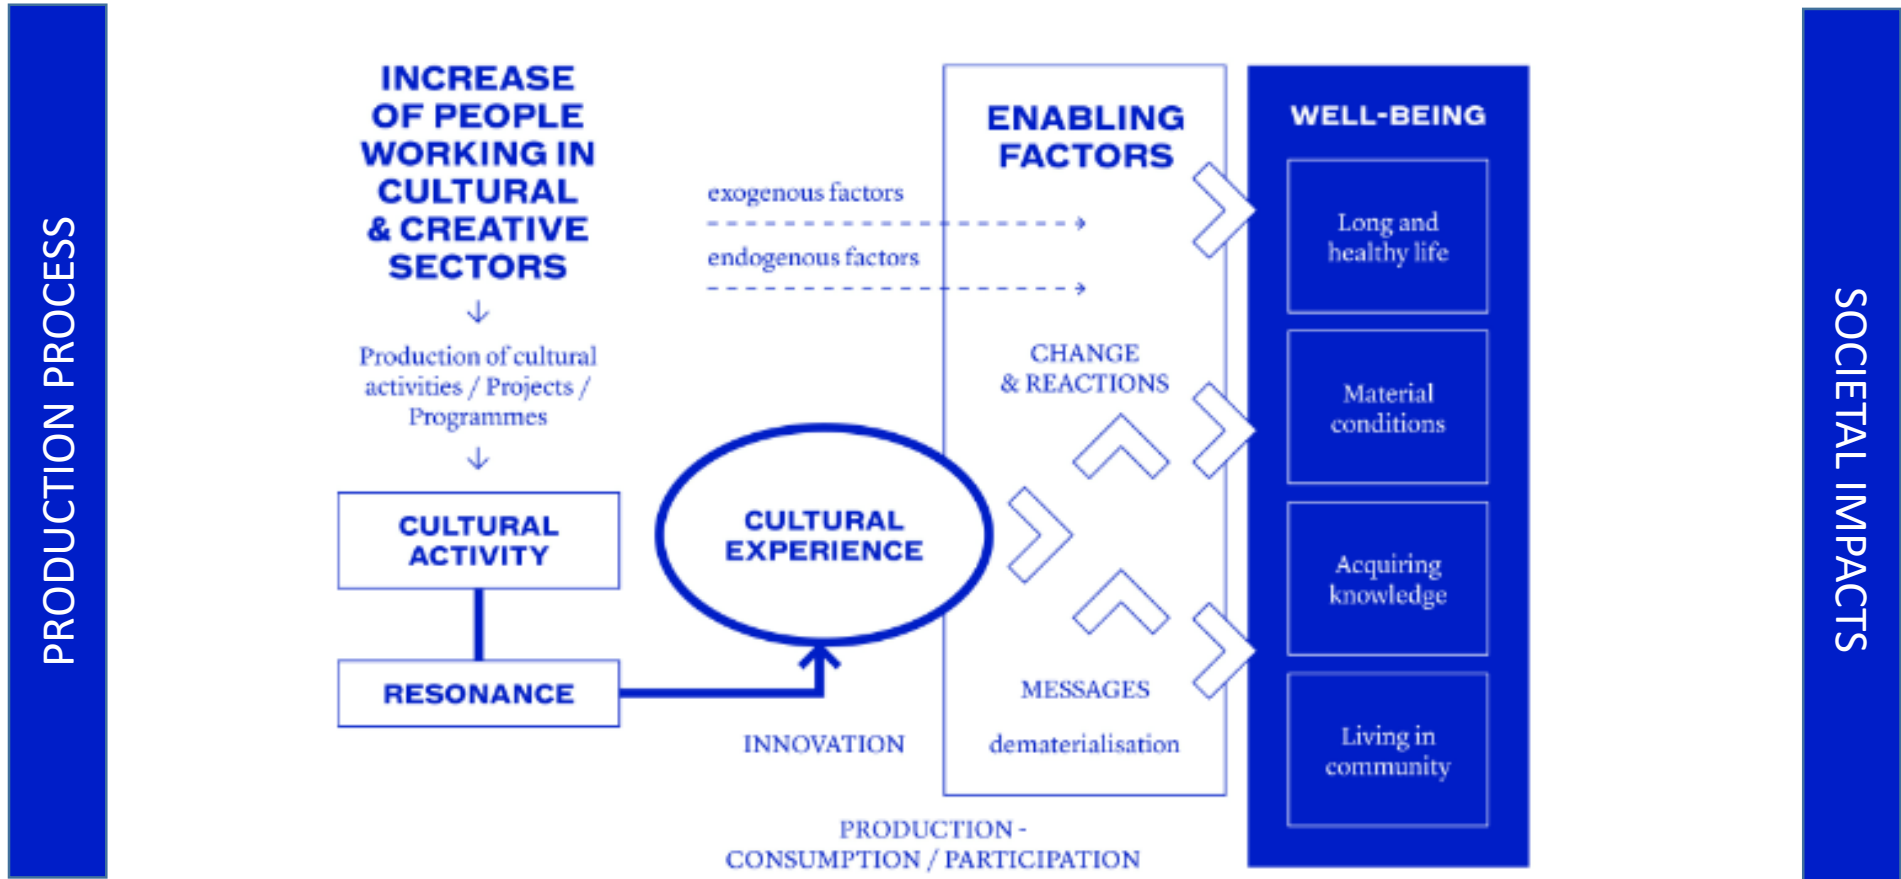 PRODUCTION PROCESS
INCREASE
OF PEOPLE
WORKING IN
CULTURAL
& CREATIVE
SECTORS
Production of cultural
activities / Projects /
Programmes
CULTURAL
ACTIVITY
RESONANCE
exogenous factors
endogenous factors
CULTURAL
EXPERIENCE
INNOVATION
ENABLING
FACTORS
CHANGE
& REACTIONS
MESSAGES
dematerialisation
PRODUCTION -
CONSUMPTION / PARTICIPATION
WELL-BEING
Long and
healthy life
Material
conditions
Acquiring
knowledge
Living in
community
SOCIETAL IMPACTS